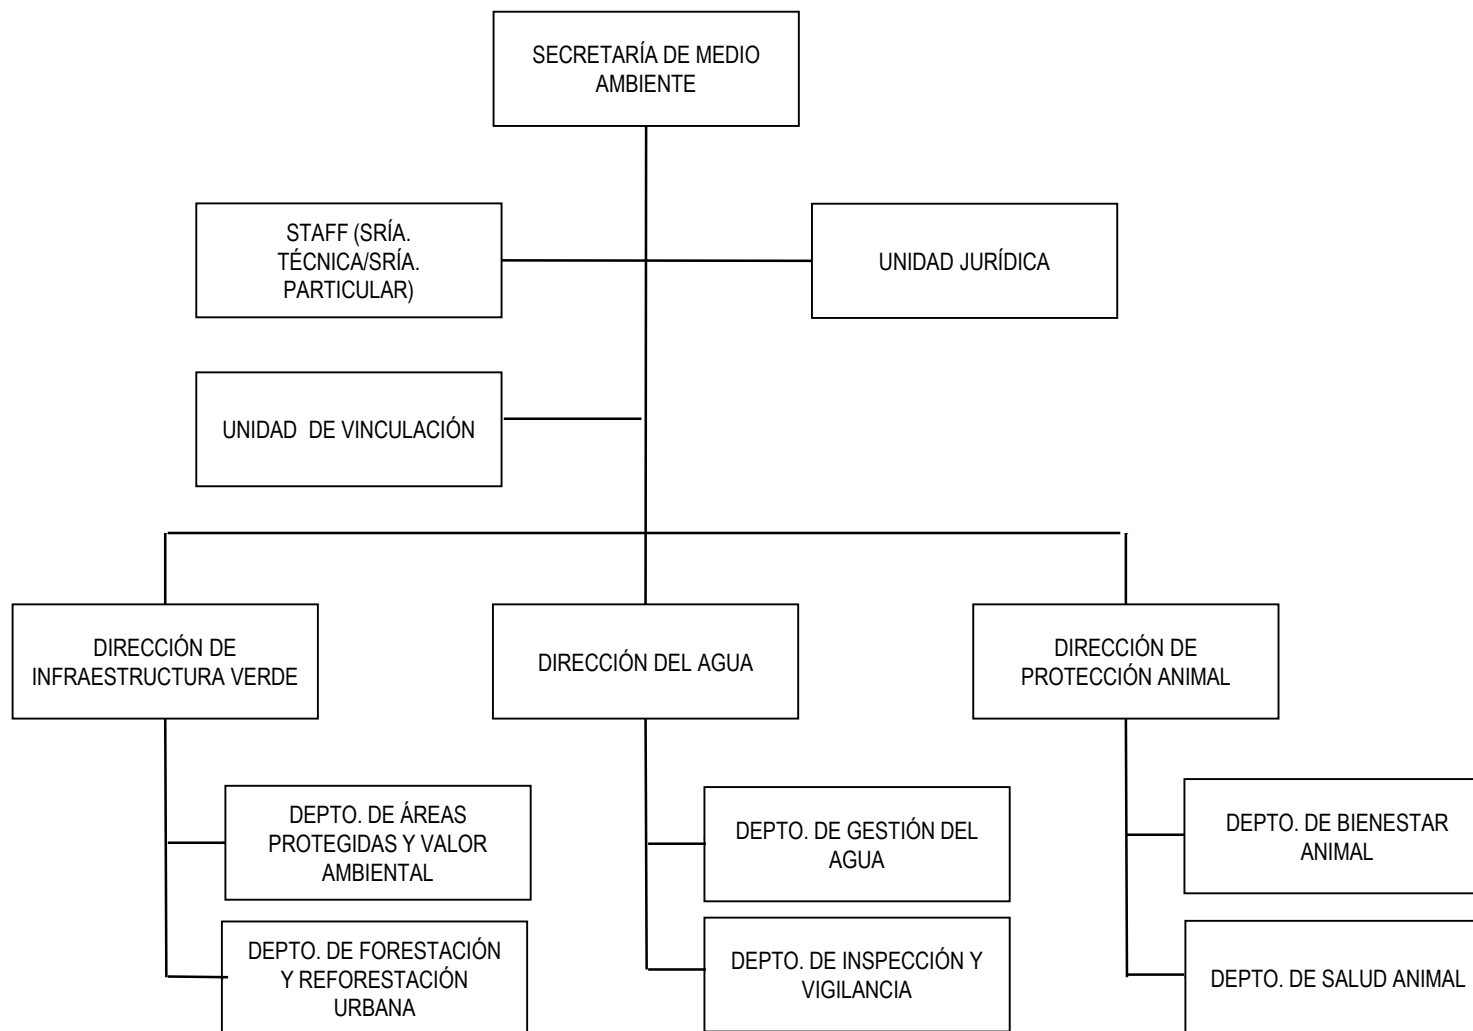 SECRETARÍA DE MEDIO
AMBIENTE
STAFF (SRÍA.
TÉCNICA/SRÍA.
PARTICULAR)
UNIDAD JURÍDICA
UNIDAD  DE VINCULACIÓN
DIRECCIÓN DE
INFRAESTRUCTURA VERDE
DIRECCIÓN DEL AGUA
DIRECCIÓN DE
PROTECCIÓN ANIMAL
DEPTO. DE ÁREAS
PROTEGIDAS Y VALOR
AMBIENTAL
DEPTO. DE GESTIÓN DEL
AGUA
DEPTO. DE BIENESTAR
ANIMAL
DEPTO. DE FORESTACIÓN
Y REFORESTACIÓN
URBANA
DEPTO. DE INSPECCIÓN Y
VIGILANCIA
DEPTO. DE SALUD ANIMAL